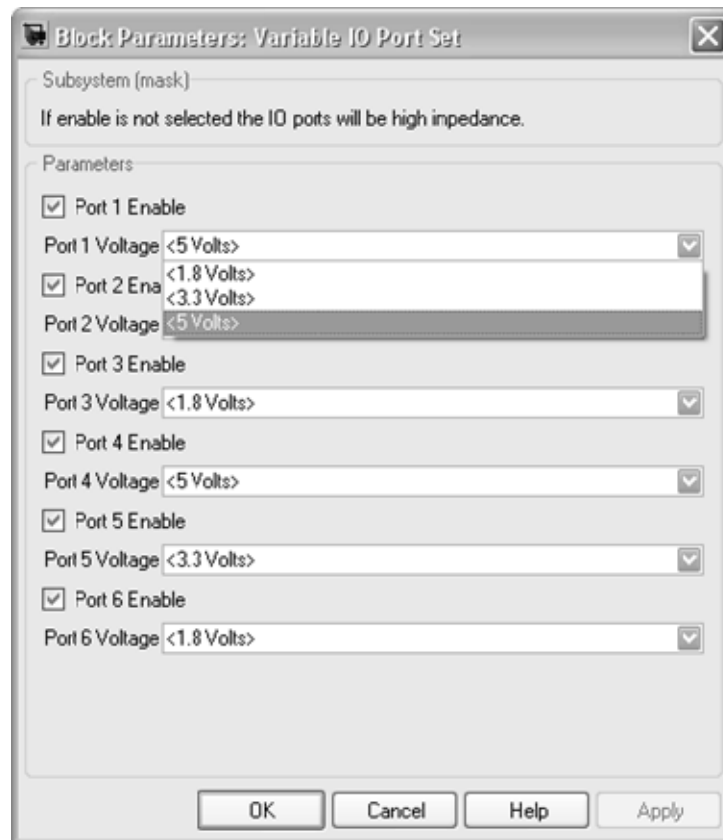 Block Parameters: Variable IO Port Set
Subsystem (mask)
If enable is not selected the IO ports will be high impedance.
Parameters
Port 1 Enable
Port 1 Voltage <5 Volts>
<1.8 Volts>
Port 2 Ena
<3.3 Volts>
Port 2 Voltage <5 Volts>
Port 3 Enable
Port 3 Voltage <1.8 Volts>
Port 4 Enable
Port 4 Voltage <5 Volts>
Port 5 Enable
Port 5 Voltage <3.3 Volts>
Port 6 Enable
Port 6 Voltage <1.8 Volts>
OK Cancel Help Apply